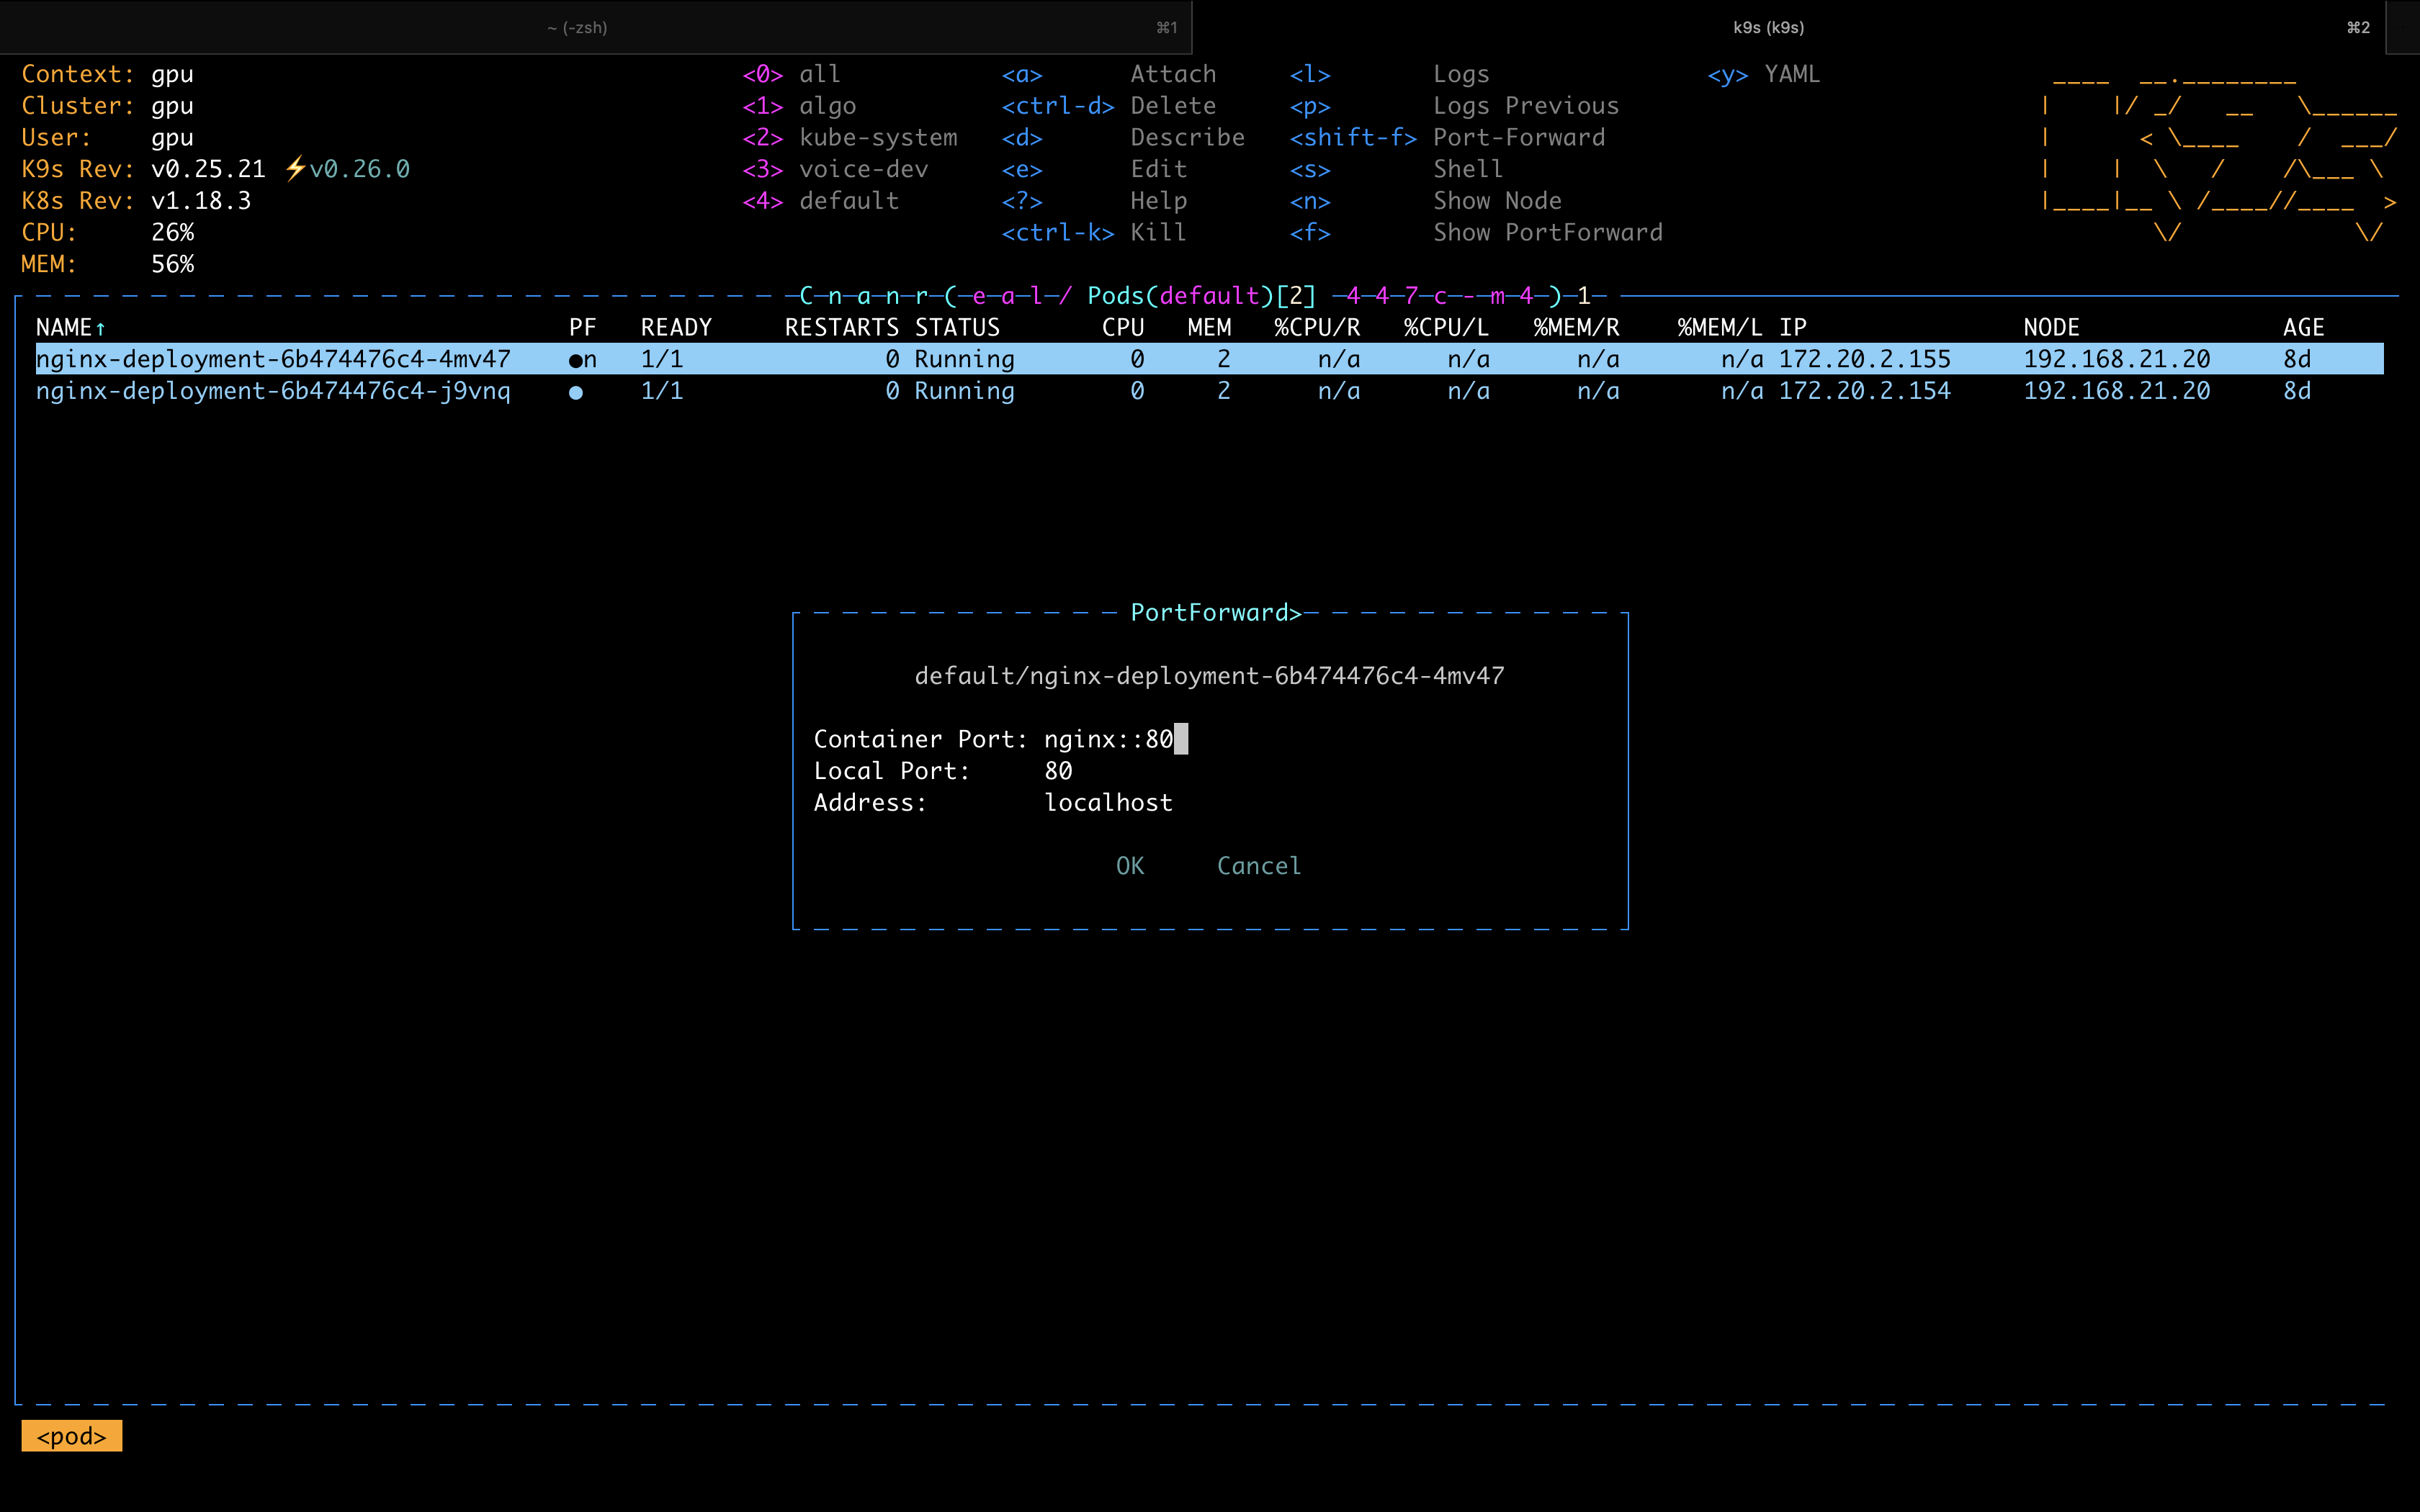 ~ (-zsh) ⌘1 k9s (k9s) ⌘2
Context: gpu <0> all <a> Attach <l> Logs <y> YAML
Cluster: gpu <1> algo <ctrl-d> Delete <p> Logs Previous
User: gpu <2> kube-system <d> Describe <shift-f> Port-Forward
K9s Rev: v0.25.21 ⚡v0.26.0 <3> voice-dev <e> Edit <s> Shell
K8s Rev: v1.18.3 <4> default <?> Help <n> Show Node
CPU: 26% <ctrl-k> Kill <f> Show PortForward
MEM: 56%
C n a n r ( e a l / Pods(default)[2] 4 4 7 c - m 4 ) 1
NAME↑ PF READY RESTARTS STATUS CPU MEM %CPU/R %CPU/L %MEM/R %MEM/L IP NODE AGE
nginx-deployment-6b474476c4-4mv47 ●n 1/1 0 Running 0 2 n/a n/a n/a n/a 172.20.2.155 192.168.21.20 8d
nginx-deployment-6b474476c4-j9vnq ● 1/1 0 Running 0 2 n/a n/a n/a n/a 172.20.2.154 192.168.21.20 8d
PortForward>
default/nginx-deployment-6b474476c4-4mv47
Container Port: nginx::80
Local Port: 80
Address: localhost
OK Cancel
<pod>